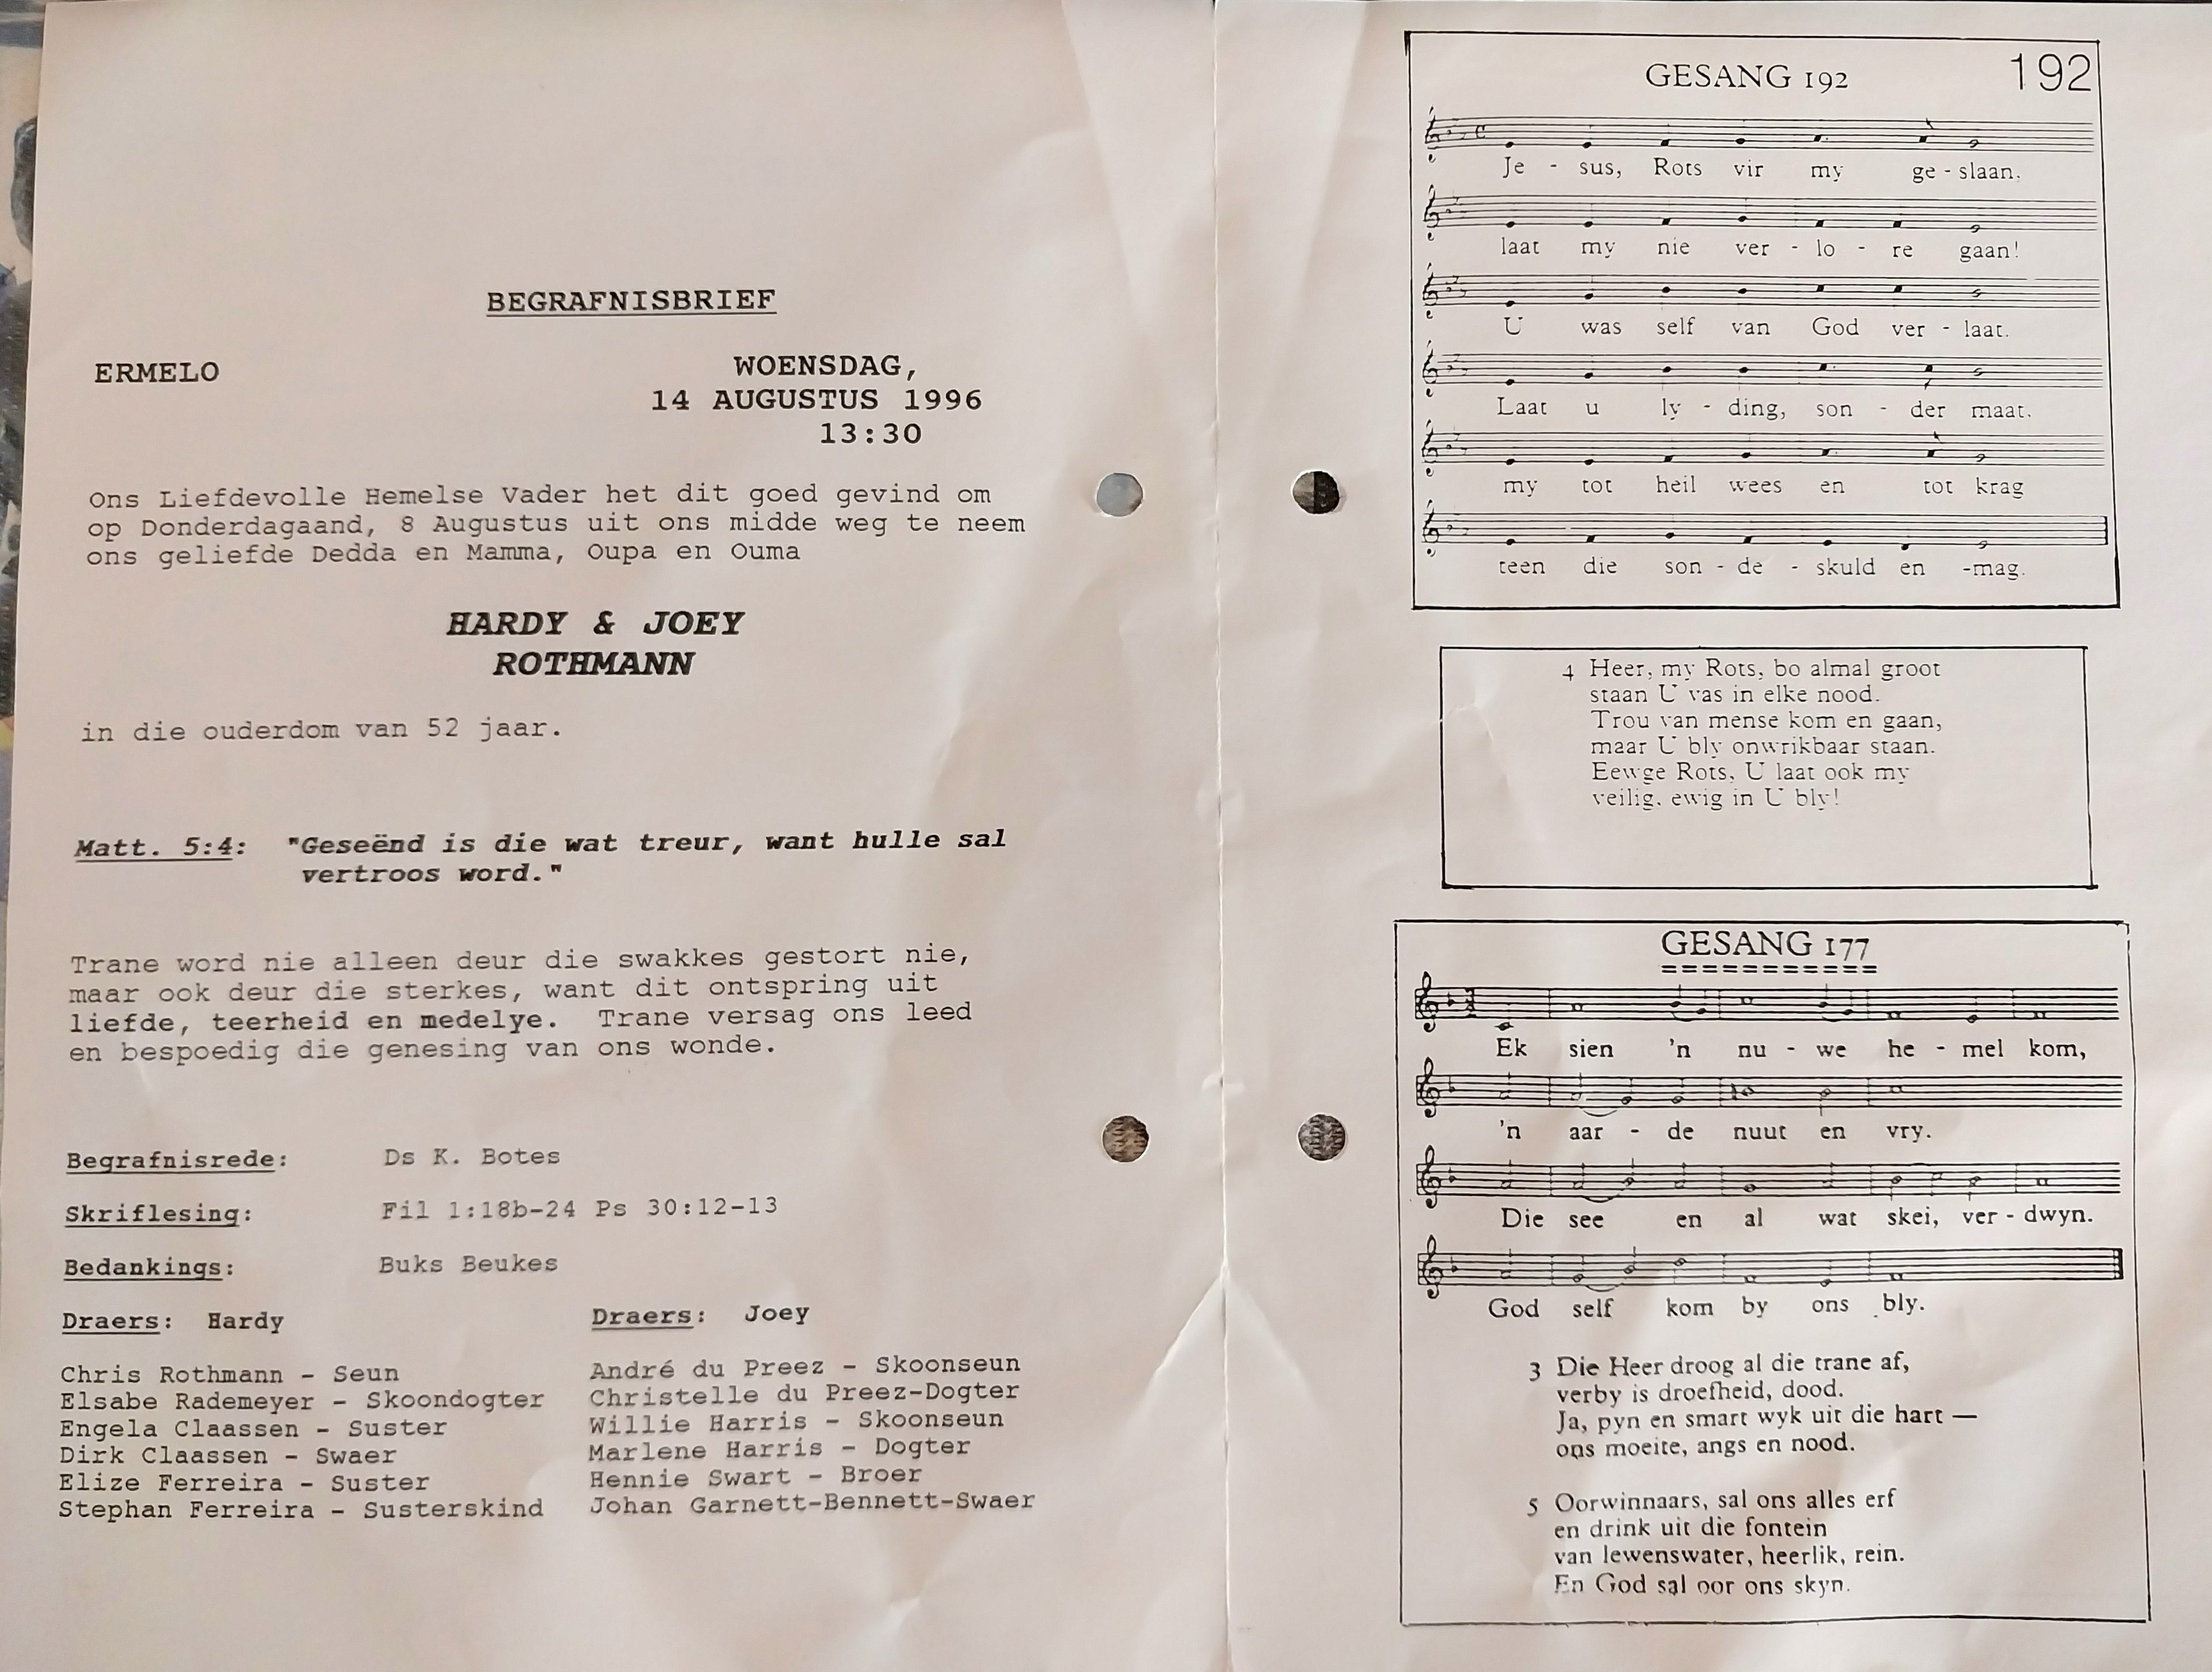 BEGRAFNISBRIEF
ERMELO
WOENSDAG,
14 AUGUSTUS 1996
13:30
Ons Liefdevolle Hemelse Vader het dit goed gevind om
op Donderdagaand, 8 Augustus uit ons midde weg te neem
ons geliefde Dedda en Mamma, Oupa en Ouma
HARDY & JOEY
ROTHMANN
in die ouderdom van 52 jaar.
Matt. 5:4: "Geseënd is die wat treur, want hulle sal
vertroos word."
Trane word nie alleen deur die swakkes gestort nie,
maar ook deur die sterkes, want dit ontspring uit
liefde, teerheid en medelye. Trane versag ons leed
en bespoedig die genesing van ons wonde.
Begrafnisrede: Ds K. Botes
Skriflesing: Fil 1:18b-24 Ps 30:12-13
Bedankings: Buks Beukes
Draers: Hardy
Chris Rothmann - Seun
Elsabe Rademeyer - Skoondogter
Engela Claassen - Suster
Dirk Claassen - Swaer
Elize Ferreira - Suster
Stephan Ferreira - Susterskind
Draers: Joey
André du Preez - Skoonseun
Christelle du Preez-Dogter
Willie Harris - Skoonseun
Marlene Harris - Dogter
Hennie Swart - Broer
Johan Garnett-Bennett-Swaer
GESANG 192
192
Je - sus, Rots vir my ge - slaan.
laat my nie ver - lo - re gaan!
U was self van God ver - laat.
Laat u ly - ding, son - der maat.
my tot heil wees en tot krag
teen die son - de - skuld en -mag.
4 Heer, my Rots, bo almal groot
staan U vas in elke nood.
Trou van mense kom en gaan,
maar U bly onwrikbaar staan.
Eewge Rots, U laat ook my
veilig, ewig in U bly!
GESANG 177
===========
Ek sien 'n nu - we he - mel kom,
'n aar - de nuut en vry.
Die see en al wat skei, ver - dwyn.
God self kom by ons bly.
3 Die Heer droog al die trane af,
verby is droefheid, dood.
Ja, pyn en smart wyk uit die hart —
ons moeite, angs en nood.
5 Oorwinnaars, sal ons alles erf
en drink uit die fontein
van lewenswater, heerlik, rein.
En God sal oor ons skyn.